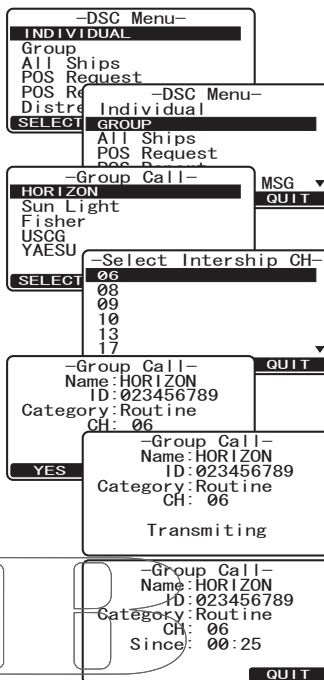 -DSC Menu-
INDIVIDUAL
Group
All Ships
POS Request
POS Re
Distre
SELECT
-DSC Menu-
Individual
GROUP
All Ships
POS Request
MSG
QUIT
-Group Call-
HORIZON
Sun Light
Fisher
USCG
YAESU
SELECT
-Select Intership CH-
06
08
09
10
13
17
QUIT
-Group Call-
Name:HORIZON
ID:023456789
Category:Routine
CH: 06
YES
-Group Call-
Name:HORIZON
ID:023456789
Category:Routine
CH: 06
Transmiting
-Group Call-
Name:HORIZON
ID:023456789
Category:Routine
CH: 06
Since: 00:25
QUIT